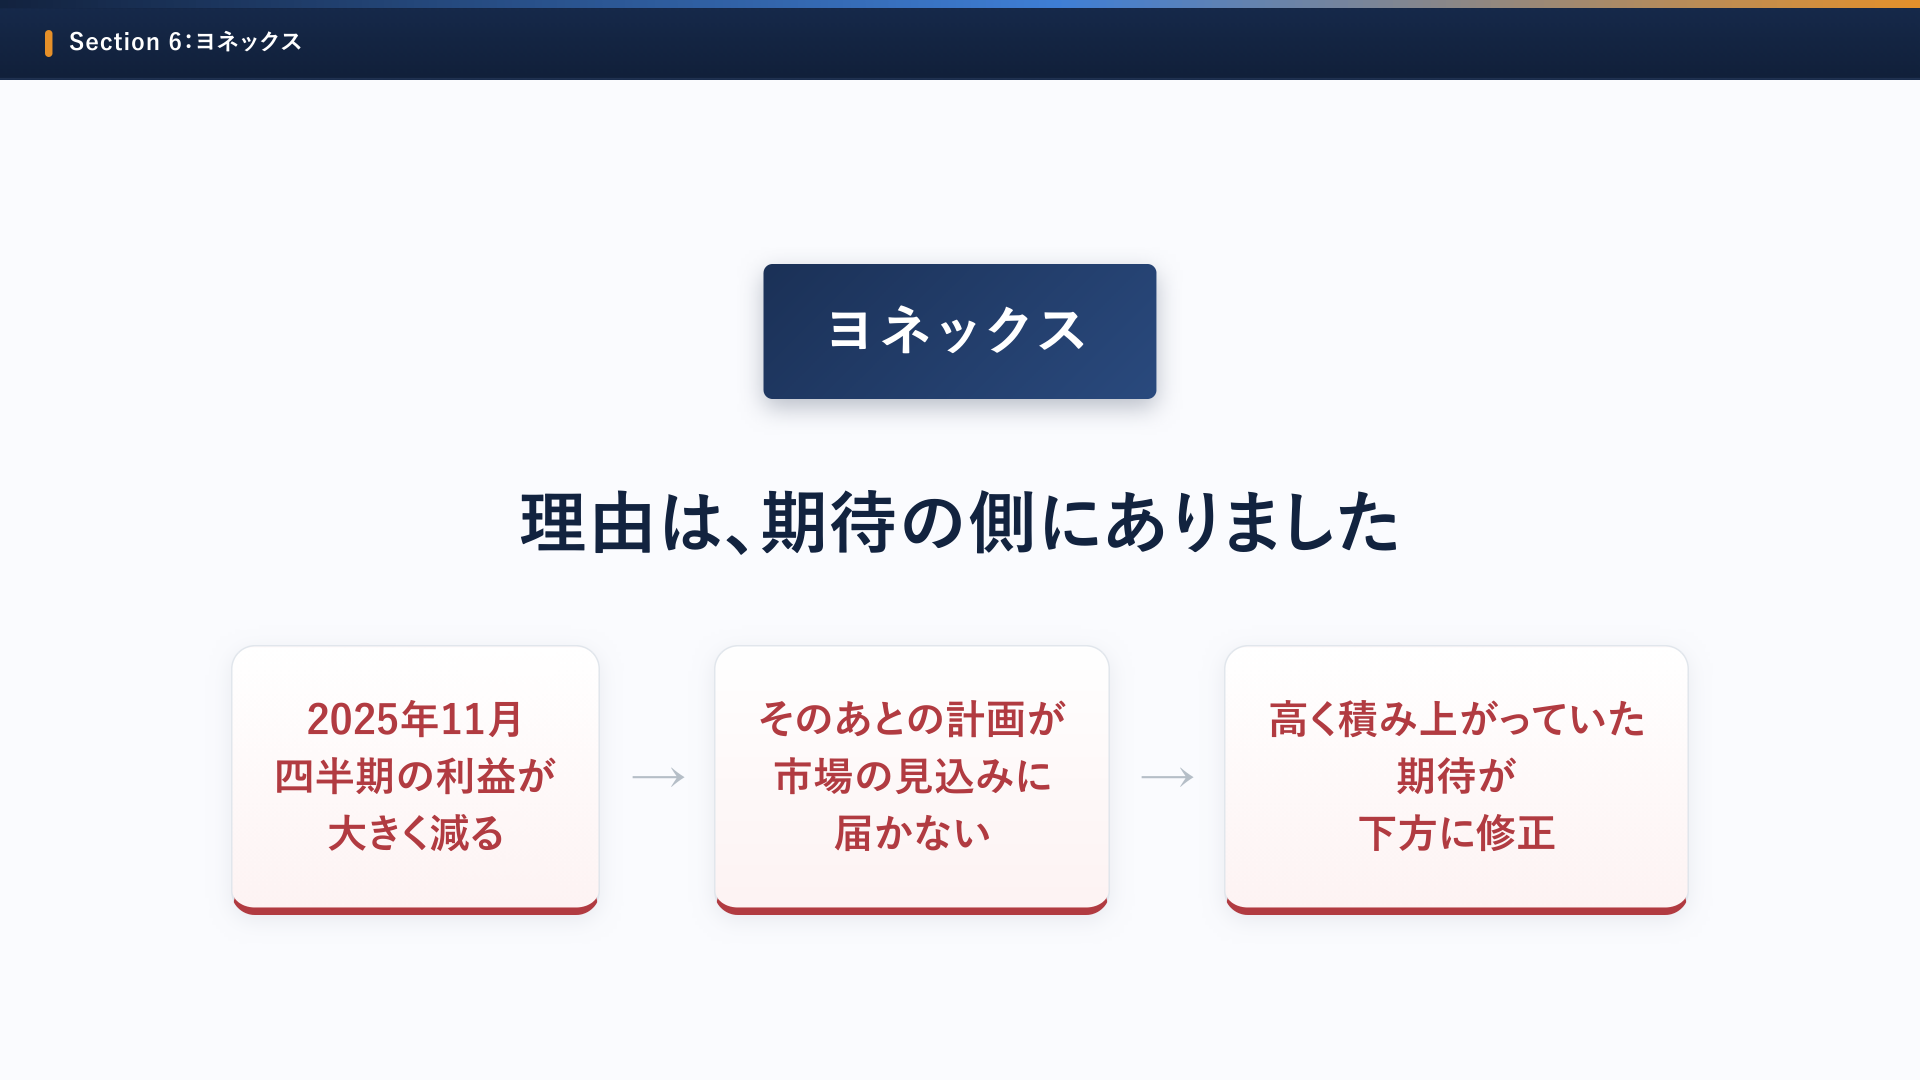 Section 6：ヨネックス
ヨネックス
理由は、期待の側にありました
2025年11月
四半期の利益が
大きく減る
→
そのあとの計画が
市場の見込みに
届かない
→
高く積み上がっていた
期待が
下方に修正